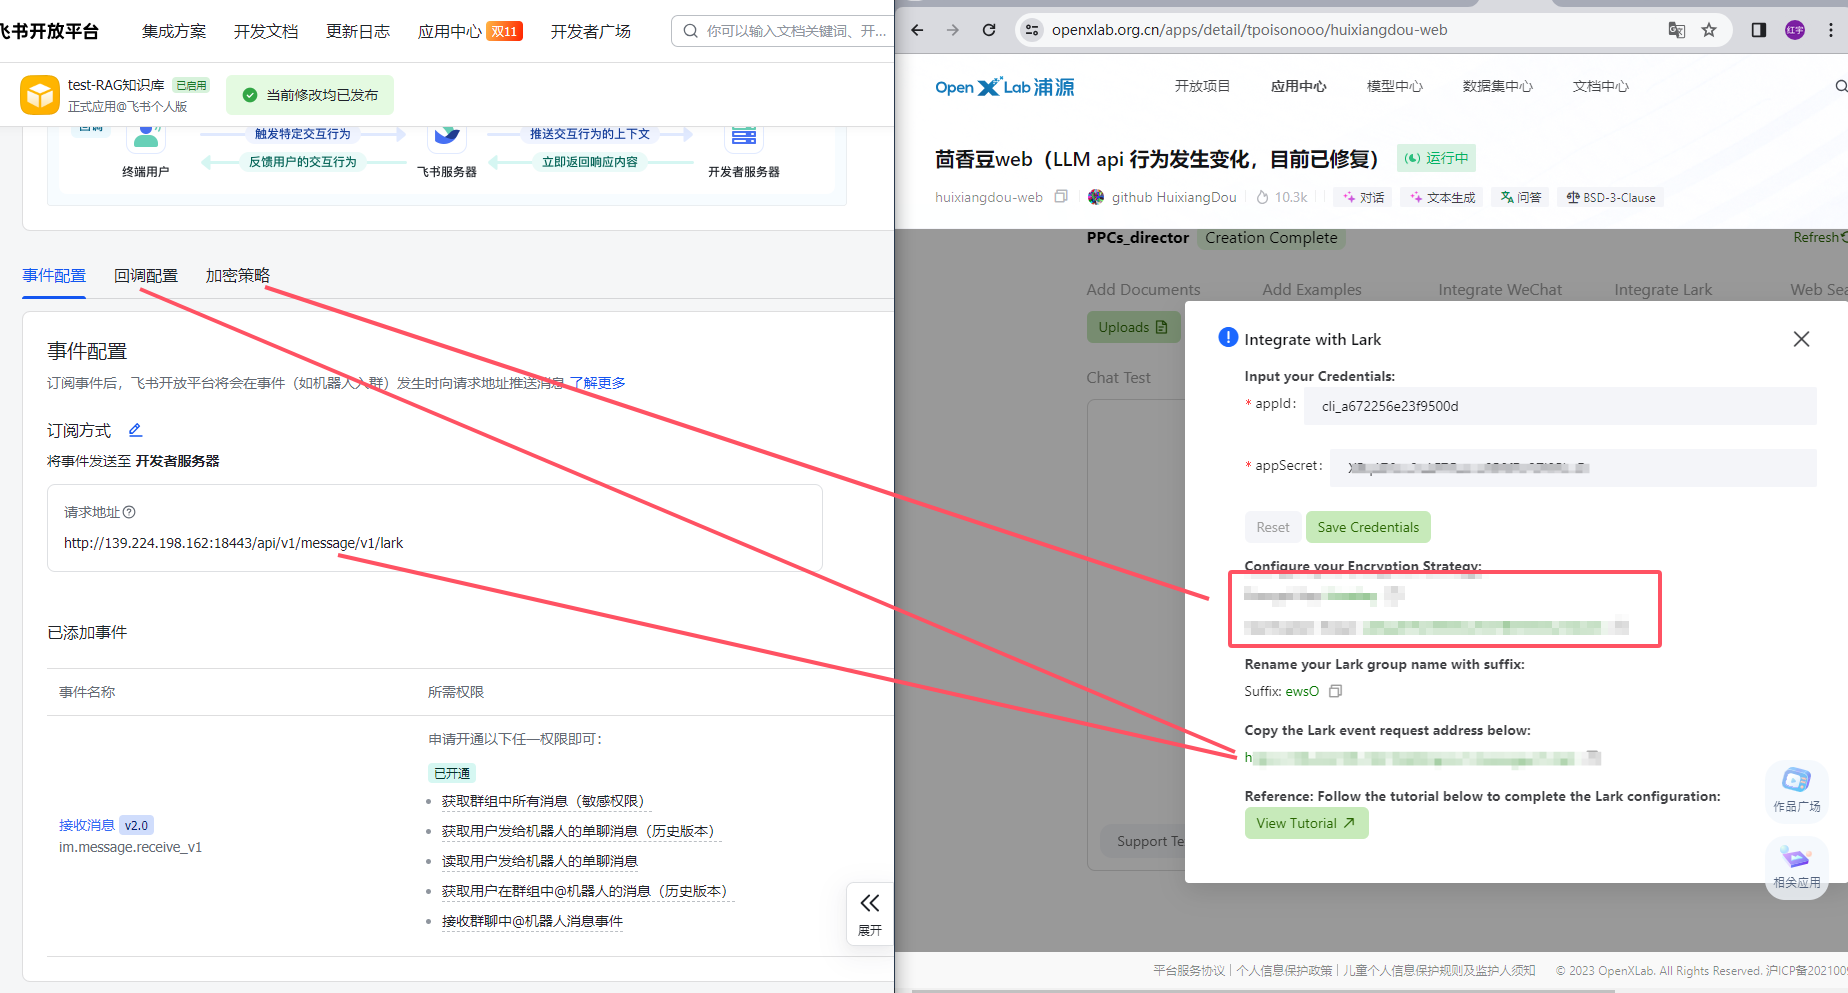 飞书开放平台
集成方案
开发文档
更新日志
应用中心 双11
开发者广场
你可以输入文档关键词、开...
test-RAG知识库 已启用
正式应用@飞书个人版
当前修改均已发布
回调
触发特定交互行为
推送交互行为的上下文
反馈用户的交互行为
立即返回响应内容
终端用户
飞书服务器
开发者服务器
事件配置
回调配置
加密策略
事件配置
订阅事件后，飞书开放平台将会在事件（如机器人入群）发生时向请求地址推送消息 了解更多
订阅方式
将事件发送至 开发者服务器
请求地址
http://139.224.198.162:18443/api/v1/message/v1/lark
已添加事件
事件名称
所需权限
申请开通以下任一权限即可：
已开通
获取群组中所有消息（敏感权限）
获取用户发给机器人的单聊消息（历史版本）
读取用户发给机器人的单聊消息
获取用户在群组中@机器人的消息（历史版本）
接收群聊中@机器人消息事件
接收消息 v2.0
im.message.receive_v1
展开
openxlab.org.cn/apps/detail/tpoisonooo/huixiangdou-web
红宇
OpenXLab 浦源
开放项目
应用中心
模型中心
数据集中心
文档中心
茴香豆web（LLM api 行为发生变化，目前已修复）
运行中
huixiangdou-web
github HuixiangDou
10.3k
对话
文本生成
问答
BSD-3-Clause
PPCs_director
Creation Complete
Refresh
Add Documents
Add Examples
Integrate WeChat
Integrate Lark
Web Sea
Uploads
Chat Test
Support Te
Integrate with Lark
Input your Credentials:
* appId:
cli_a672256e23f9500d
* appSecret:
Reset
Save Credentials
Configure your Encryption Strategy:
Rename your Lark group name with suffix:
Suffix: ewsO
Copy the Lark event request address below:
h
Reference: Follow the tutorial below to complete the Lark configuration:
View Tutorial
作品广场
相关应用
平台服务协议 | 个人信息保护政策 | 儿童个人信息保护规则及监护人须知
© 2023 OpenXLab. All Rights Reserved. 沪ICP备202100